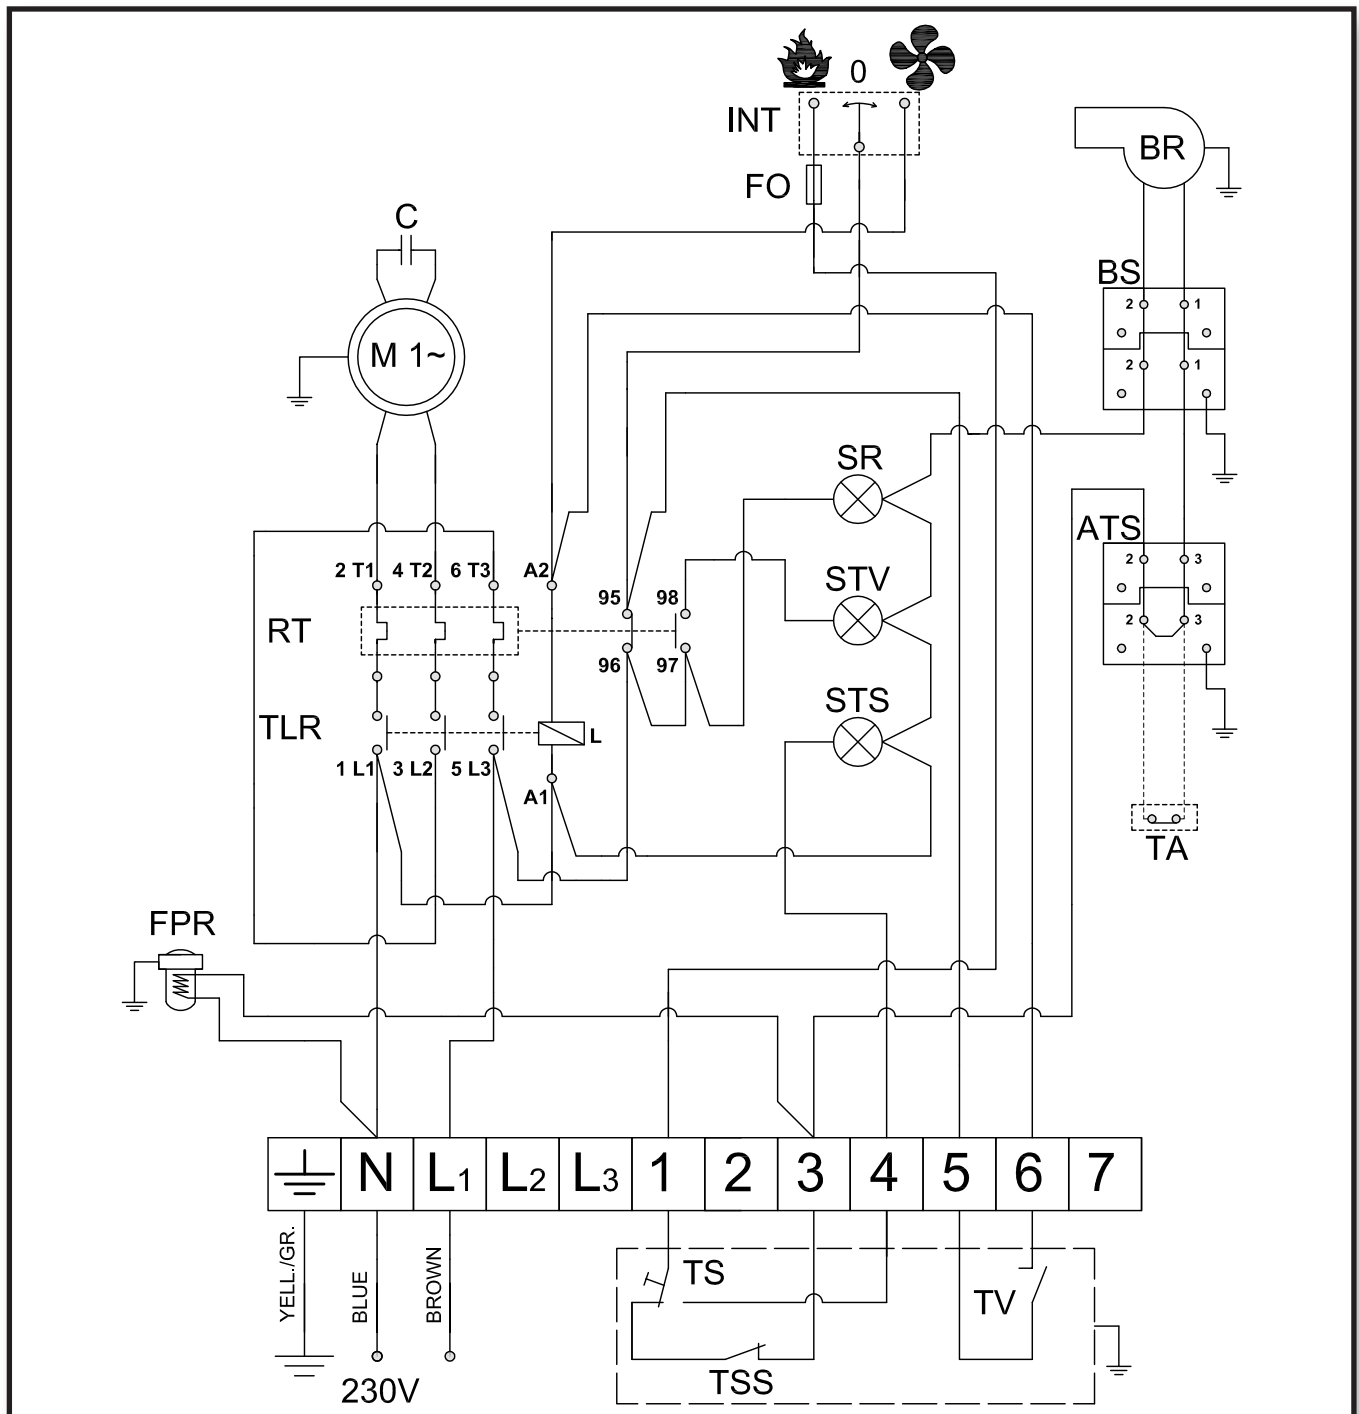 0
INT
BR
FO
C
BS
2 1
M 1~
2 1
SR
ATS
2 T1 4 T2 6 T3 A2
2 3
STV
95 98
RT
2 3
96 97
STS
TLR
L
1 L1 3 L2 5 L3
A1
TA
FPR
N L1 L2 L3 1 2 3 4 5 6 7
YELL./GR.
BLUE
BROWN
TS
TV
TSS
230V